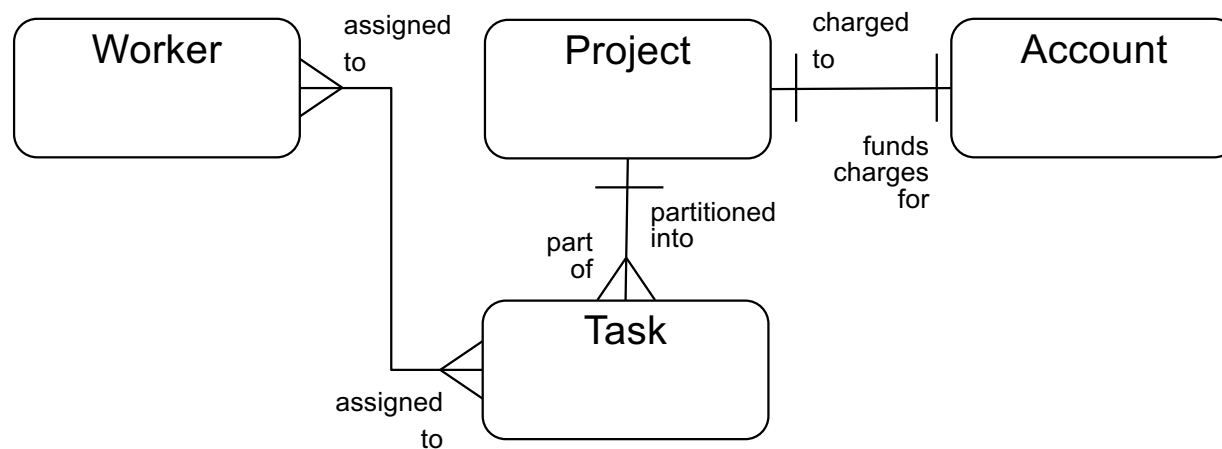 Worker
assigned
to
Project
charged
to
Account
funds
charges
for
partitioned
into
part
of
Task
assigned
to